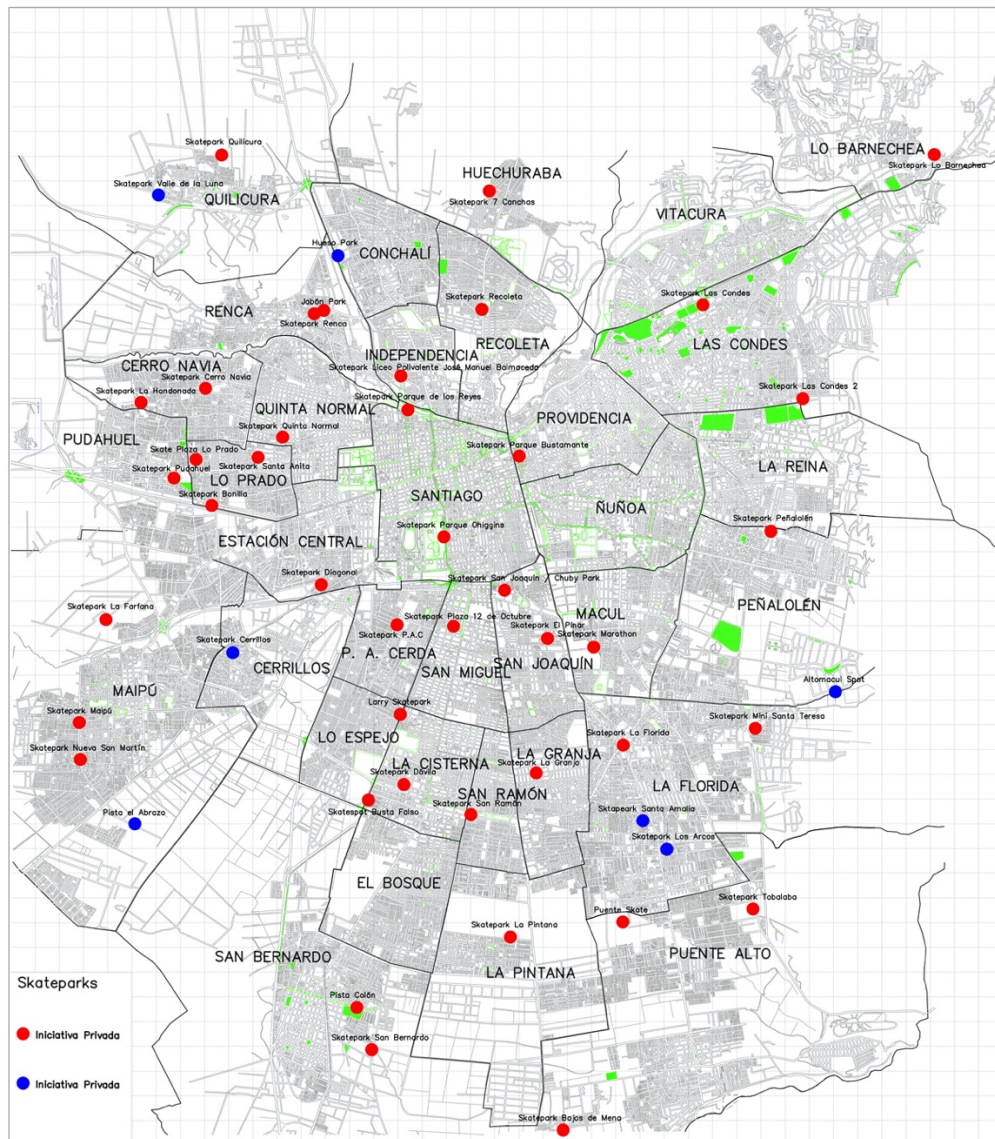 LO BARNECHEA
Skatepark Quilicura
Skatepark Lo Barnechea
HUECHURABA
Skatepark Valle de la Luna
QUILICURA
Skatepark 7 Canchas
VITACURA
Hueso Park
CONCHALÍ
Jabón Park
Skatepark Recoleta
Skatepark Las Condes
RENCA
Skatepark Renca
RECOLETA
LAS CONDES
INDEPENDENCIA
CERRO NAVIA
Skatepark Liceo Polivalente José Manuel Balmacedo
Skatepark Cerro Navia
Skatepark La Hondonada
Skatepark Las Condes 2
QUINTA NORMAL
Skatepark Parque de los Reyes
PROVIDENCIA
Skatepark Quinta Normal
PUDAHUEL
Skate Plaza Lo Prado
Skatepark Parque Bustamante
Skatepark Santa Anita
Skatepark Pudahuel
LO PRADO
LA REINA
Skatepark Bonilla
SANTIAGO
ÑUÑOA
Skatepark Parque Ohiggins
Skatepark Peñalolén
ESTACIÓN CENTRAL
Skatepark Diagonal
Skatepark San Joaquín / Chuby Park
PEÑALOLÉN
Skatepark La Farfana
MACUL
Skatepark Plaza 12 de Octubre
Skatepark P.A.C
Skatepark El Pinar
Skatepark Cerrillos
Skatepark Marathon
P. A. CERDA
SAN JOAQUÍN
CERRILLOS
SAN MIGUEL
Altomacul Spot
MAIPÚ
Larry Skatepark
Skatepark Maipú
Skatepark Mini Santa Teresa
LO ESPEJO
Skatepark La Florida
Skatepark Nueva San Martín
LA GRANJA
LA CISTERNA
Skatepark La Granja
Skatepark Dávila
LA FLORIDA
SAN RAMÓN
Skatespot Busta Falso
Skatepark San Ramón
Pista el Abrazo
Sktapeark Santa Amalia
Skatepark Los Arcos
EL BOSQUE
Skatepark La Pintana
Puente Skate
Skatepark Tobalaba
SAN BERNARDO
PUENTE ALTO
LA PINTANA
Skateparks
Pista Colón
Iniciativa Privada
Skatepark San Bernardo
Iniciativa Privada
Skatepark Bajos de Mena